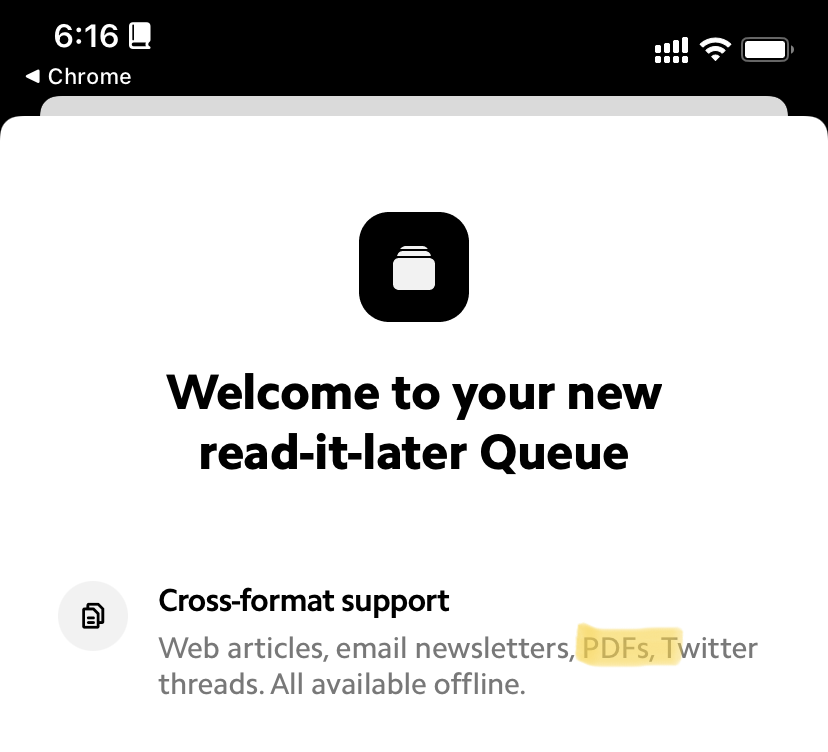 6:16
◀ Chrome
Welcome to your new
read-it-later Queue
Cross-format support
Web articles, email newsletters, PDFs, Twitter
threads. All available offline.